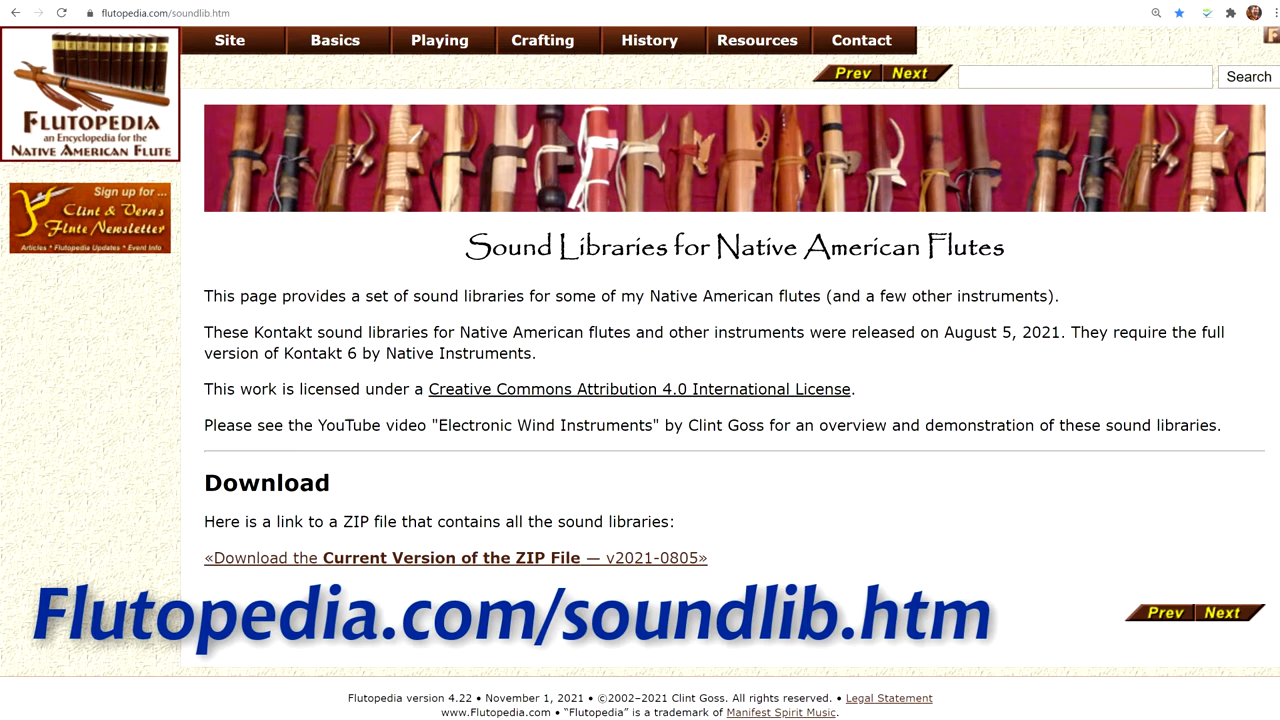 flutopedia.com/soundlib.htm
Site Basics Playing Crafting History Resources Contact
Prev Next Search
FLUTOPEDIA
an Encyclopedia for the
NATIVE AMERICAN FLUTE
Sign up for ...
Clint & Vera's
Flute Newsletter
Articles * Flutopedia Updates * Event Info
Sound Libraries for Native American Flutes
This page provides a set of sound libraries for some of my Native American flutes (and a few other instruments).
These Kontakt sound libraries for Native American flutes and other instruments were released on August 5, 2021. They require the full
version of Kontakt 6 by Native Instruments.
This work is licensed under a Creative Commons Attribution 4.0 International License.
Please see the YouTube video "Electronic Wind Instruments" by Clint Goss for an overview and demonstration of these sound libraries.
Download
Here is a link to a ZIP file that contains all the sound libraries:
«Download the Current Version of the ZIP File — v2021-0805»
Flutopedia.com/soundlib.htm
Prev Next
Flutopedia version 4.22 • November 1, 2021 • ©2002–2021 Clint Goss. All rights reserved. • Legal Statement
www.Flutopedia.com • “Flutopedia” is a trademark of Manifest Spirit Music.